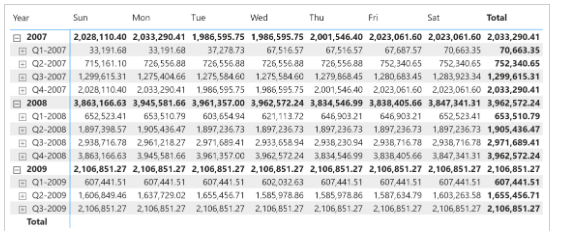 Year Sun Mon Tue Wed Thu Fri Sat Total
2007 2,028,110.40 2,033,290.41 1,986,595.75 1,986,595.75 2,001,546.40 2,023,061.60 2,023,061.60 2,033,290.41
Q1-2007 33,191.68 33,191.68 37,278.73 67,516.57 67,516.57 67,687.57 70,663.35 70,663.35
Q2-2007 715,161.10 726,556.88 726,556.88 726,556.88 726,556.88 752,340.65 752,340.65 752,340.65
Q3-2007 1,299,615.31 1,275,404.66 1,275,584.60 1,275,584.60 1,279,868.45 1,280,683.45 1,283,923.34 1,299,615.31
Q4-2007 2,028,110.40 2,033,290.41 1,986,595.75 1,986,595.75 2,001,546.40 2,023,061.60 2,023,061.60 2,033,290.41
2008 3,863,166.63 3,945,581.66 3,961,357.00 3,962,572.24 3,834,546.99 3,838,405.66 3,847,341.31 3,962,572.24
Q1-2008 652,523.41 653,510.79 603,654.94 621,113.72 646,903.21 646,903.21 652,523.41 653,510.79
Q2-2008 1,897,398.57 1,905,436.47 1,897,236.73 1,897,236.73 1,897,236.73 1,897,236.73 1,897,236.73 1,905,436.47
Q3-2008 2,938,716.78 2,961,218.27 2,971,689.41 2,933,658.94 2,938,230.94 2,938,716.78 2,938,716.78 2,971,689.41
Q4-2008 3,863,166.63 3,945,581.66 3,961,357.00 3,962,572.24 3,834,546.99 3,838,405.66 3,847,341.31 3,962,572.24
2009 2,106,851.27 2,106,851.27 2,106,851.27 2,106,851.27 2,106,851.27 2,106,851.27 2,106,851.27 2,106,851.27
Q1-2009 607,441.51 607,441.51 607,441.51 602,032.63 607,441.51 607,441.51 607,441.51 607,441.51
Q2-2009 1,606,849.46 1,637,729.02 1,655,456.71 1,585,978.86 1,585,978.86 1,587,634.79 1,603,263.58 1,655,456.71
Q3-2009 2,106,851.27 2,106,851.27 2,106,851.27 2,106,851.27 2,106,851.27 2,106,851.27 2,106,851.27 2,106,851.27
Total